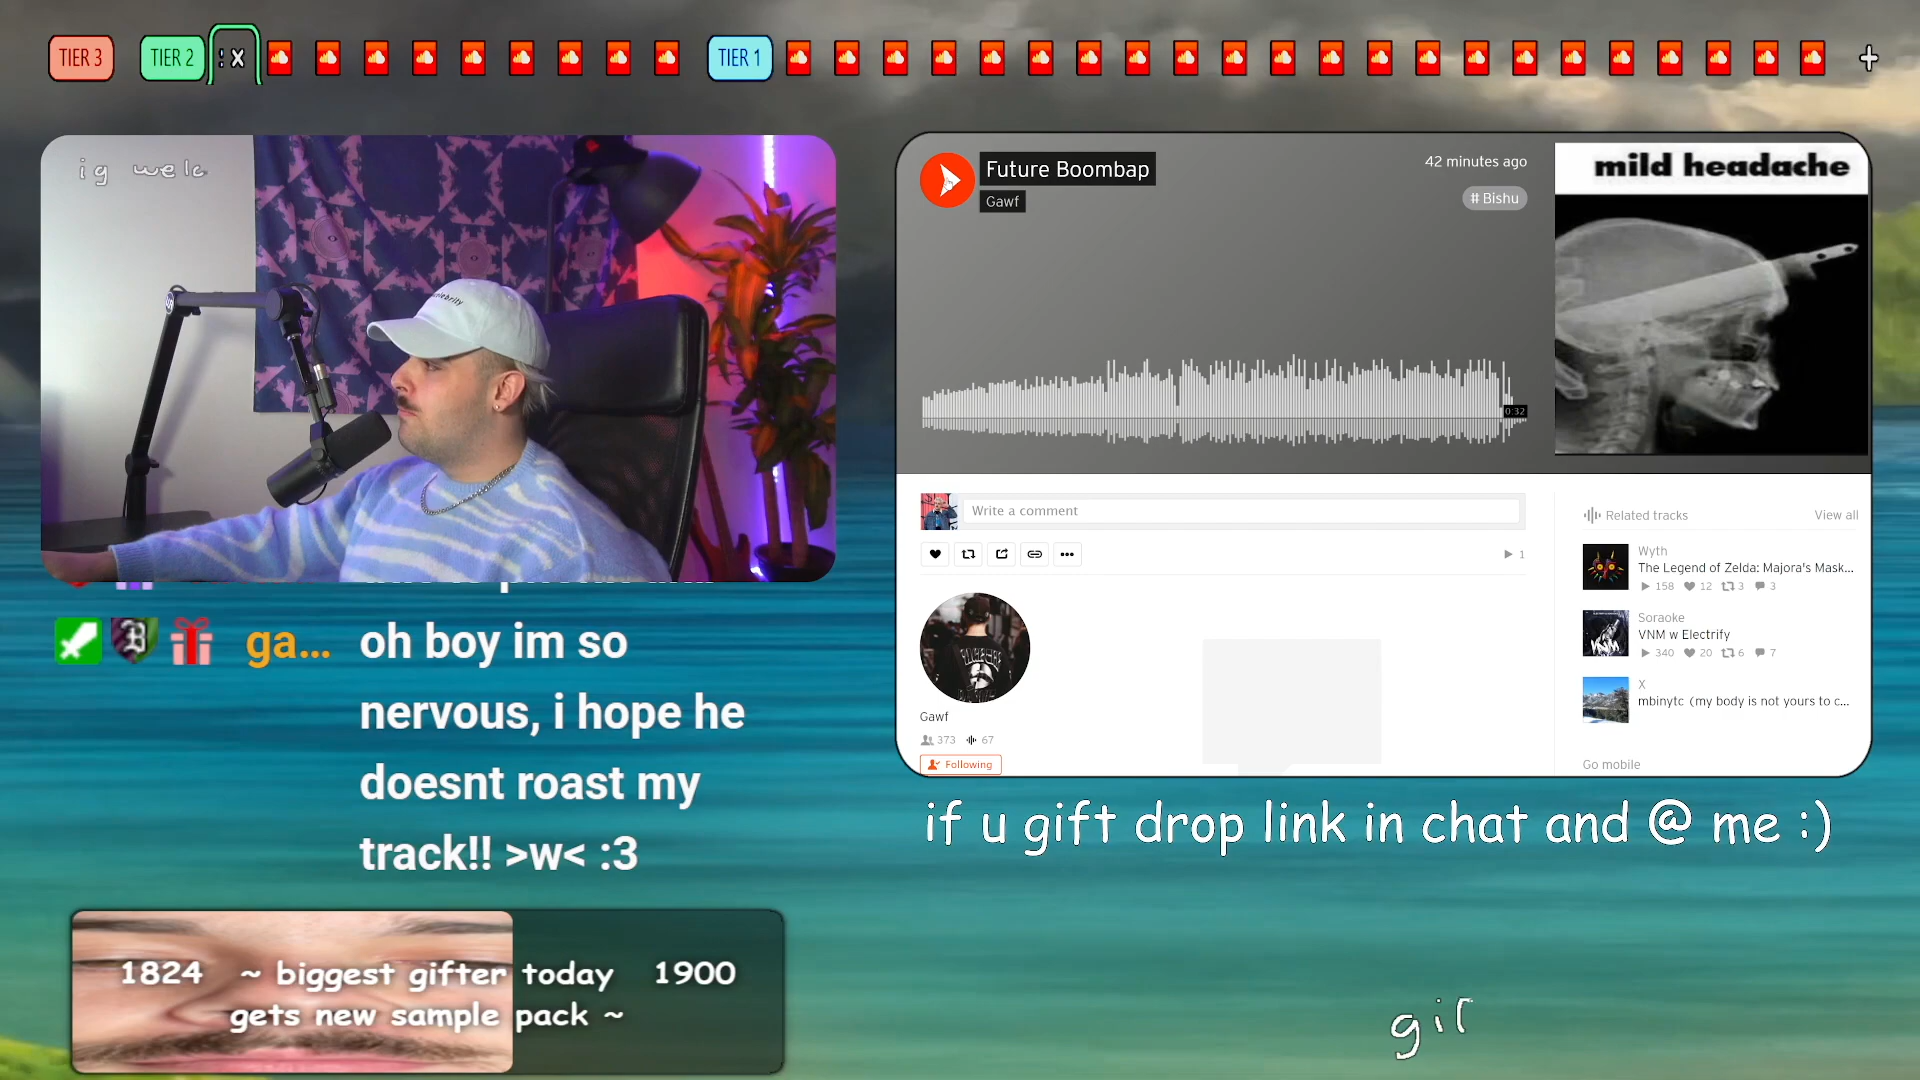 TIER 3
TIER 2
: X
TIER 1
+
ig welc
Future Boombap
Gawf
42 minutes ago
# Bishu
0:32
mild headache
Write a comment
1
Gawf
373 67
Following
Related tracks
View all
Wyth
The Legend of Zelda: Majora's Mask...
158 12 3 3
Soraoke
VNM w Electrify
340 20 6 7
X
mbinytc (my body is not yours to c...
Go mobile
ga... oh boy im so
nervous, i hope he
doesnt roast my
track!! >w< :3
if u gift drop link in chat and @ me :)
1824 ~ biggest gifter today 1900
gets new sample pack ~